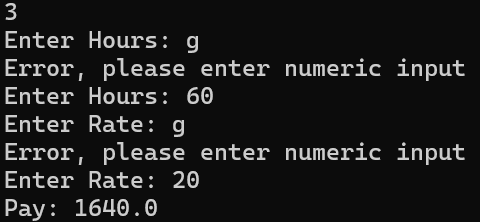 3
Enter Hours: g
Error, please enter numeric input
Enter Hours: 60
Enter Rate: g
Error, please enter numeric input
Enter Rate: 20
Pay: 1640.0